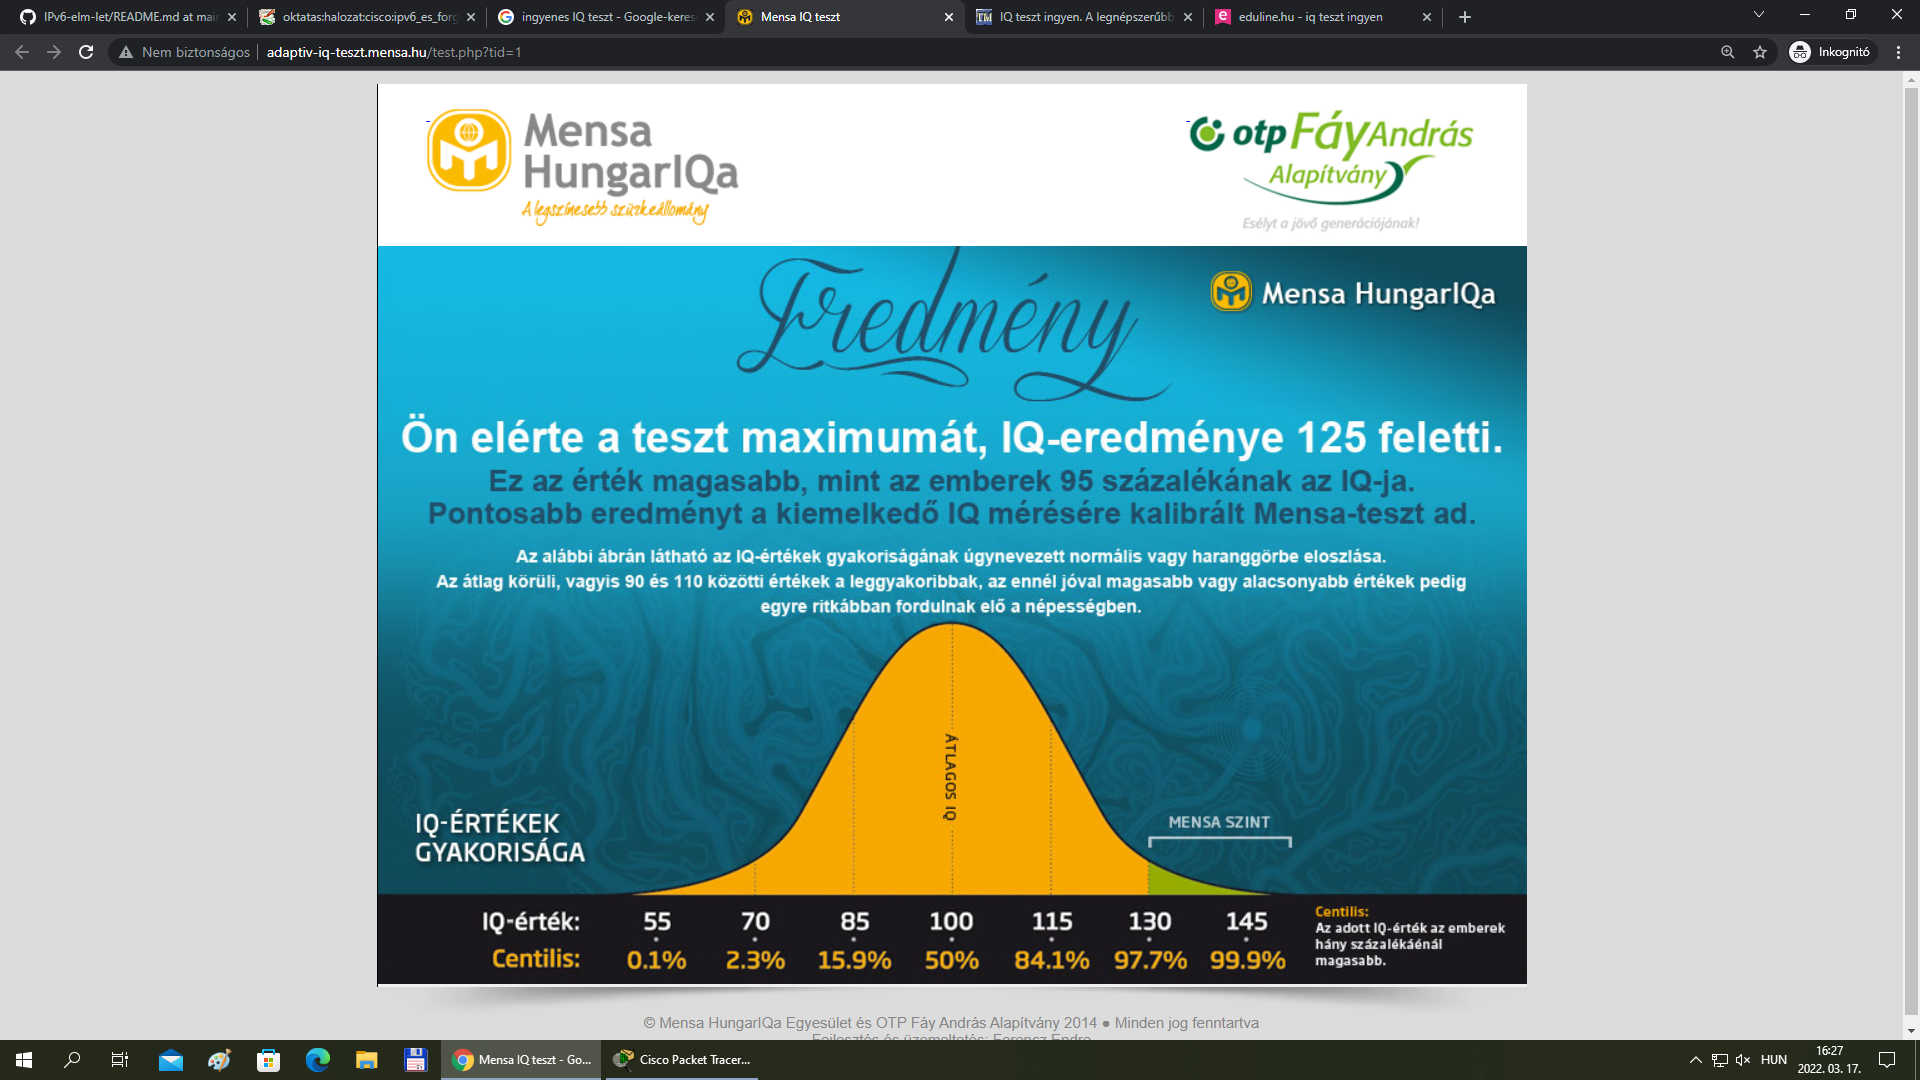 IPv6-elm-let/README.md at mai
oktatas:halozat:cisco:ipv6_es_forg
ingyenes IQ teszt - Google-keres
Mensa IQ teszt
IQ teszt ingyen. A legnépszerűbb
eduline.hu - iq teszt ingyen
Nem biztonságos
adaptiv-iq-teszt.mensa.hu/test.php?tid=1
Inkognitó
Mensa
HungarIQa
A legszínesebb szürkeállomány
otp Fáy András
Alapítvány
Esélyt a jövő generációjának!
Eredmény
Mensa HungarIQa
Ön elérte a teszt maximumát, IQ-eredménye 125 feletti.
Ez az érték magasabb, mint az emberek 95 százalékának az IQ-ja.
Pontosabb eredményt a kiemelkedő IQ mérésére kalibrált Mensa-teszt ad.
Az alábbi ábrán látható az IQ-értékek gyakoriságának úgynevezett normális vagy haranggörbe eloszlása.
Az átlag körüli, vagyis 90 és 110 közötti értékek a leggyakoribbak, az ennél jóval magasabb vagy alacsonyabb értékek pedig
egyre ritkábban fordulnak elő a népességben.
ÁTLAGOS IQ
MENSA SZINT
IQ-ÉRTÉKEK
GYAKORISÁGA
IQ-érték: 55 70 85 100 115 130 145
Centilis: 0.1% 2.3% 15.9% 50% 84.1% 97.7% 99.9%
Centilis:
Az adott IQ-érték az emberek
hány százalékáénál
magasabb.
© Mensa HungarIQa Egyesület és OTP Fáy András Alapítvány 2014 ● Minden jog fenntartva
Fejlesztés és üzemeltetés: Ferencz Endre
Mensa IQ teszt - Go...
Cisco Packet Tracer...
HUN
16:27
2022. 03. 17.